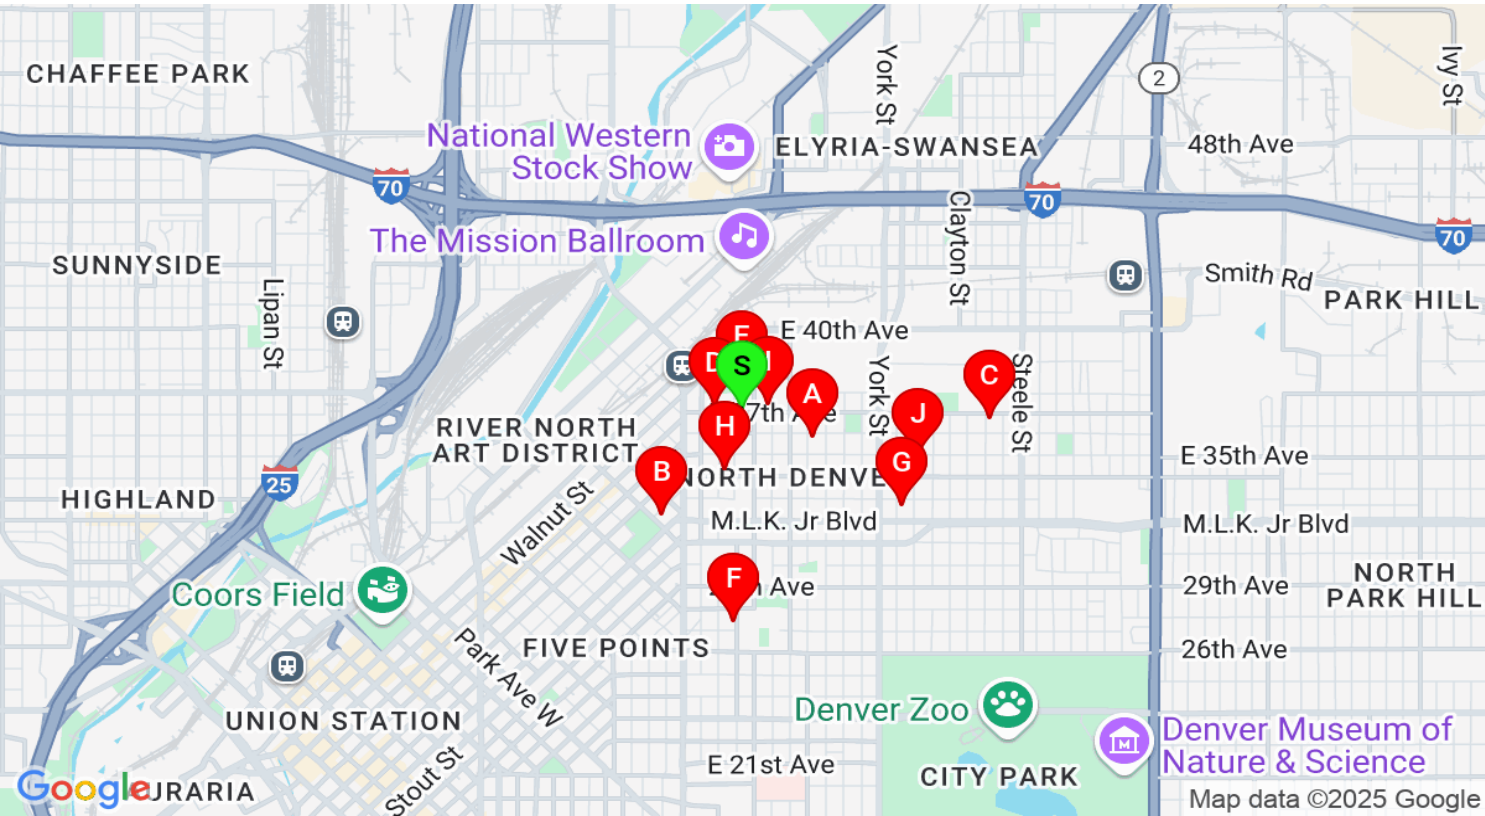 CHAFFEE PARK
York St
2
Ivy St
National Western
Stock Show
ELYRIA-SWANSEA
48th Ave
70
70
Clayton St
The Mission Ballroom
70
SUNNYSIDE
Lipan St
Smith Rd
PARK HILL
E
E 40th Ave
D
S
I
A
York St
C
Steele St
7th Ave
J
H
RIVER NORTH
ART DISTRICT
B
NORTH DENVE
G
E 35th Ave
25
HIGHLAND
Walnut St
M.L.K. Jr Blvd
M.L.K. Jr Blvd
Coors Field
F
h Ave
29th Ave
NORTH
PARK HILL
Park Ave W
FIVE POINTS
26th Ave
UNION STATION
Denver Zoo
Denver Museum of
Nature & Science
Stout St
E 21st Ave
CITY PARK
Google
URARIA
Map data ©2025 Google